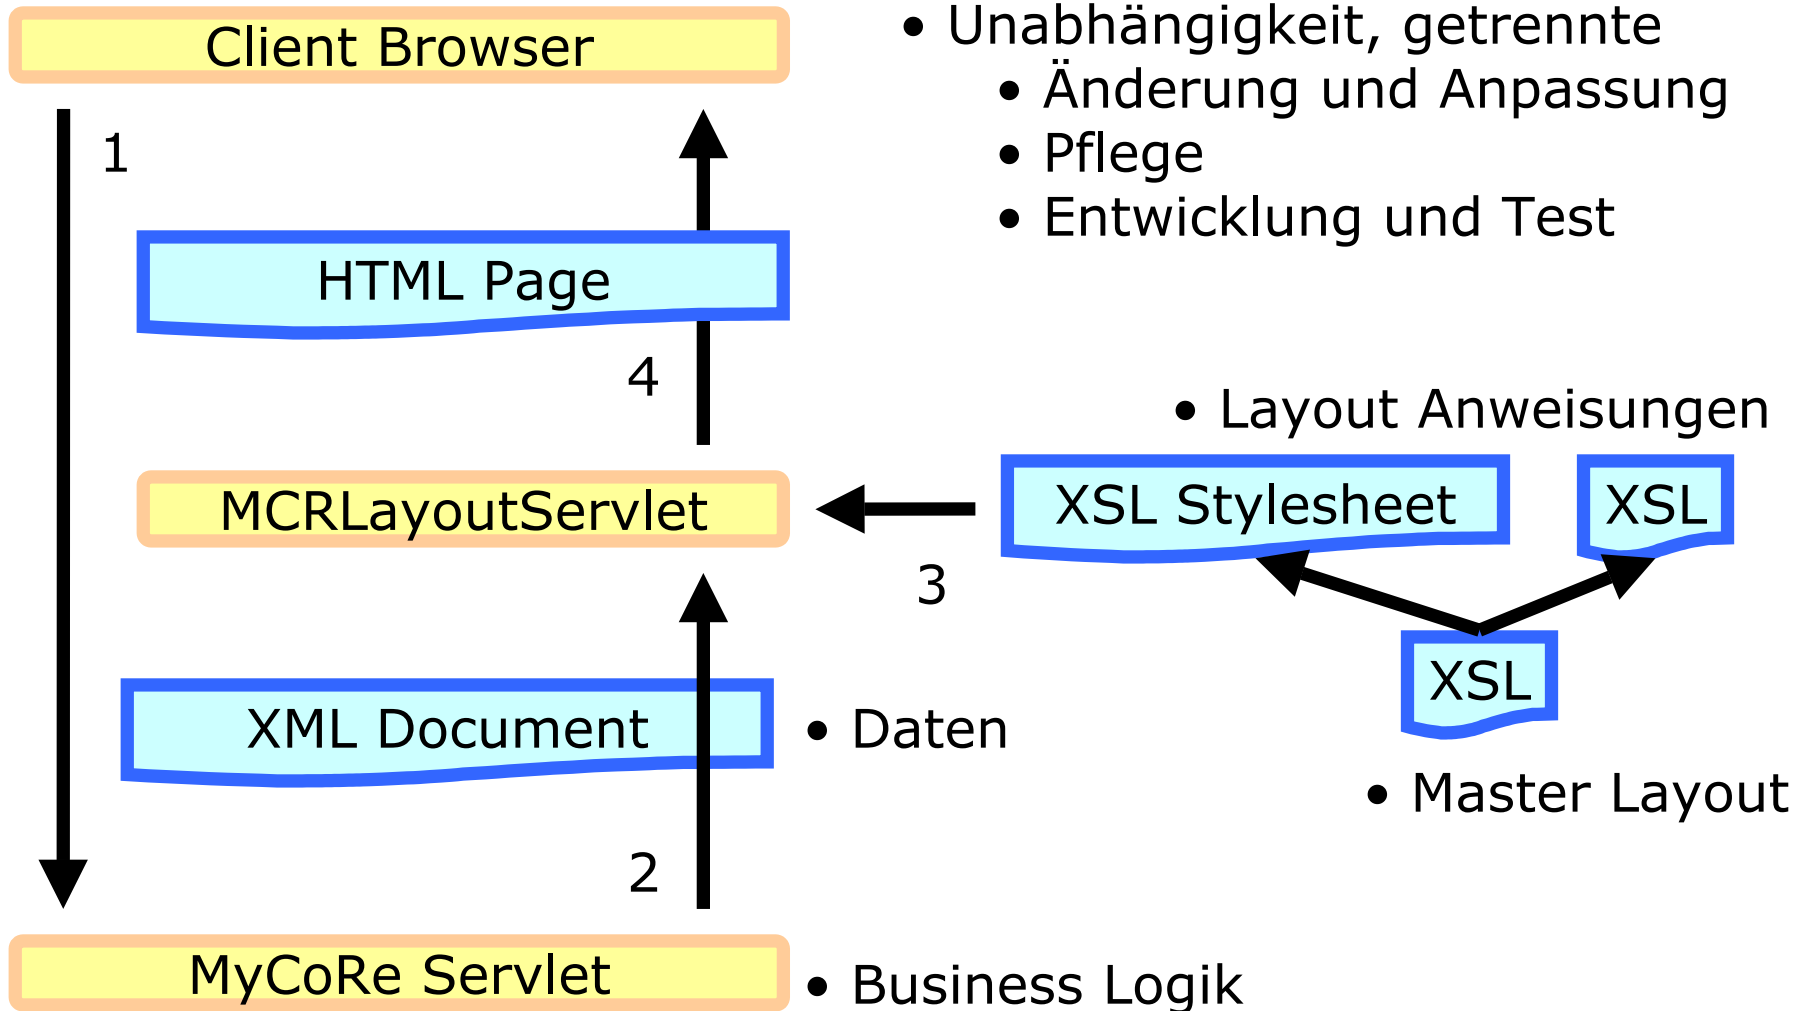 Client Browser
• Unabhängigkeit, getrennte
• Änderung und Anpassung
1
• Pflege
• Entwicklung und Test
HTML Page
4
• Layout Anweisungen
MCRLayoutServlet
XSL Stylesheet
XSL
3
XSL
XML Document
• Daten
• Master Layout
2
MyCoRe Servlet
• Business Logik